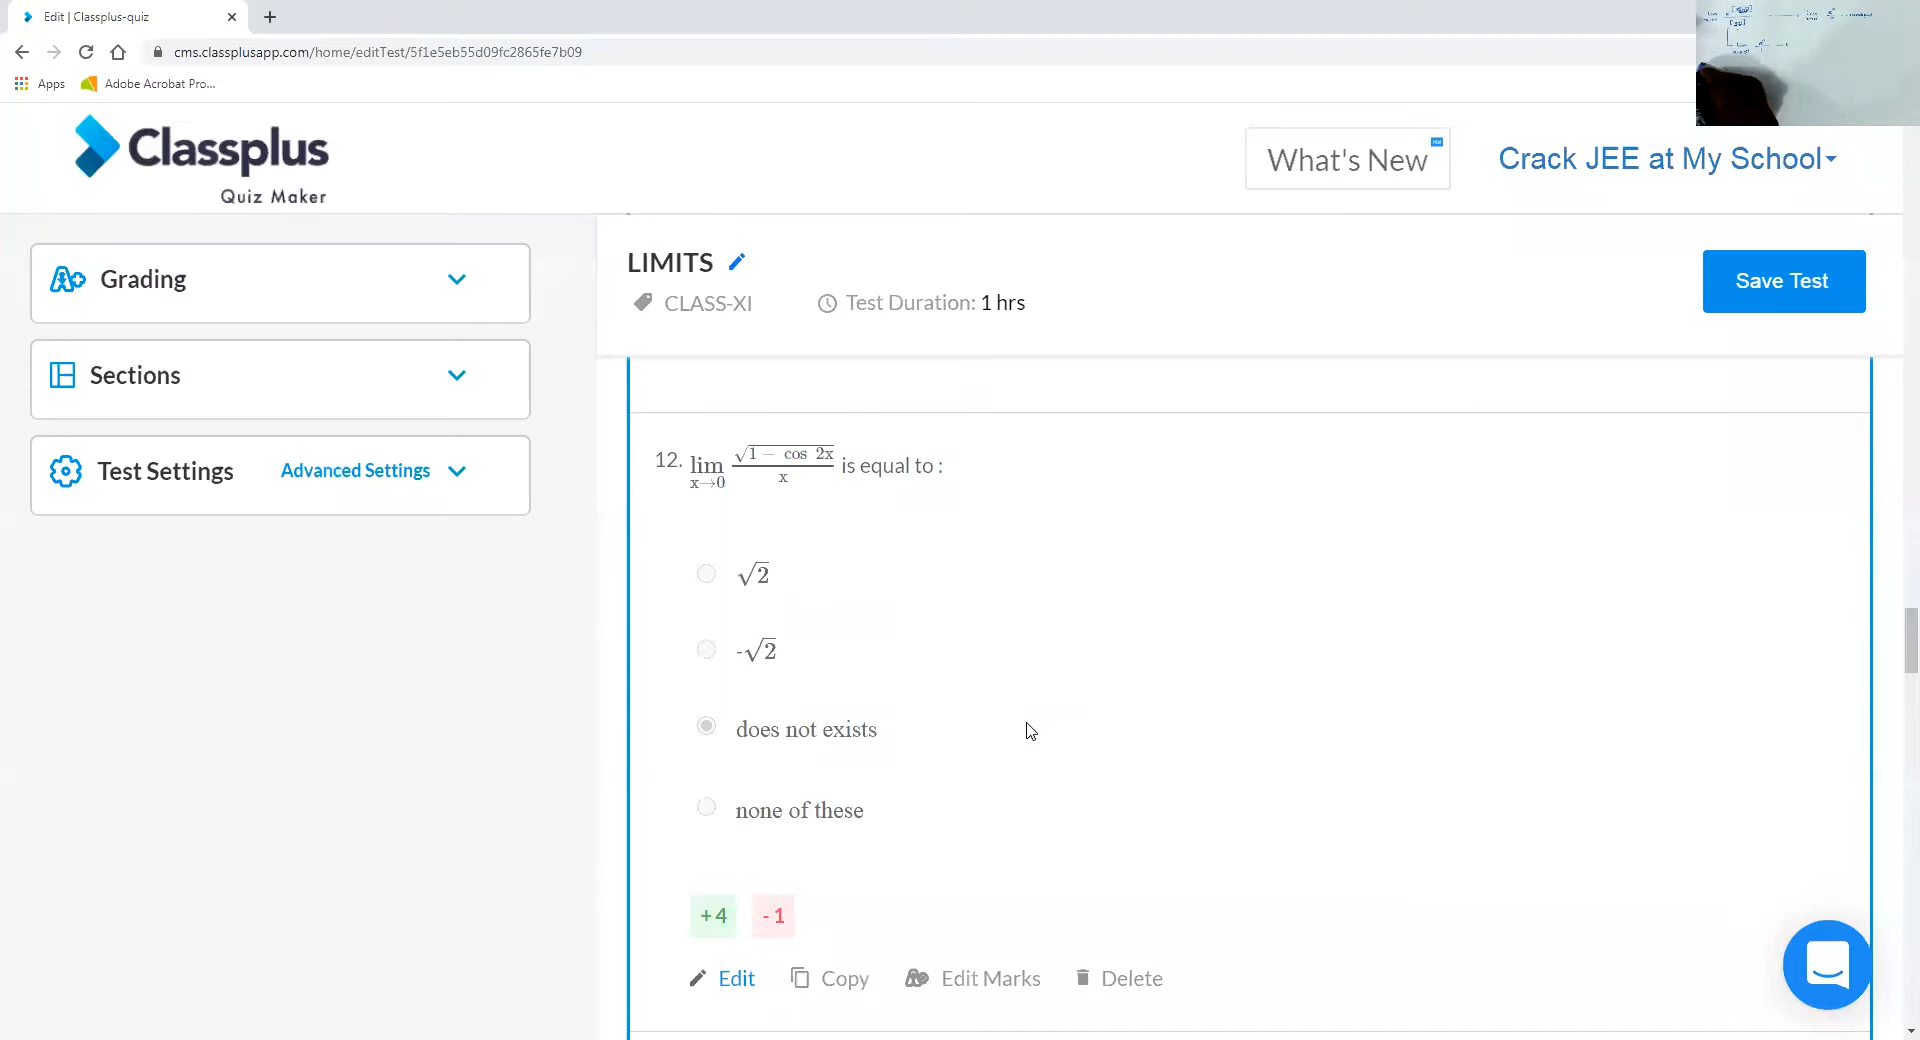 Edit | Classplus-quiz
cms.classplusapp.com/home/editTest/5f1e5eb55d09fc2865fe7b09
Apps
Adobe Acrobat Pro...
Classplus
Quiz Maker
What's New
Crack JEE at My School
Grading
Sections
Test Settings
Advanced Settings
LIMITS
CLASS-XI
Test Duration: 1 hrs
Save Test
12. lim x→0 √(1 − cos 2x) / x is equal to :
√2
-√2
does not exists
none of these
+4
-1
Edit
Copy
Edit Marks
Delete